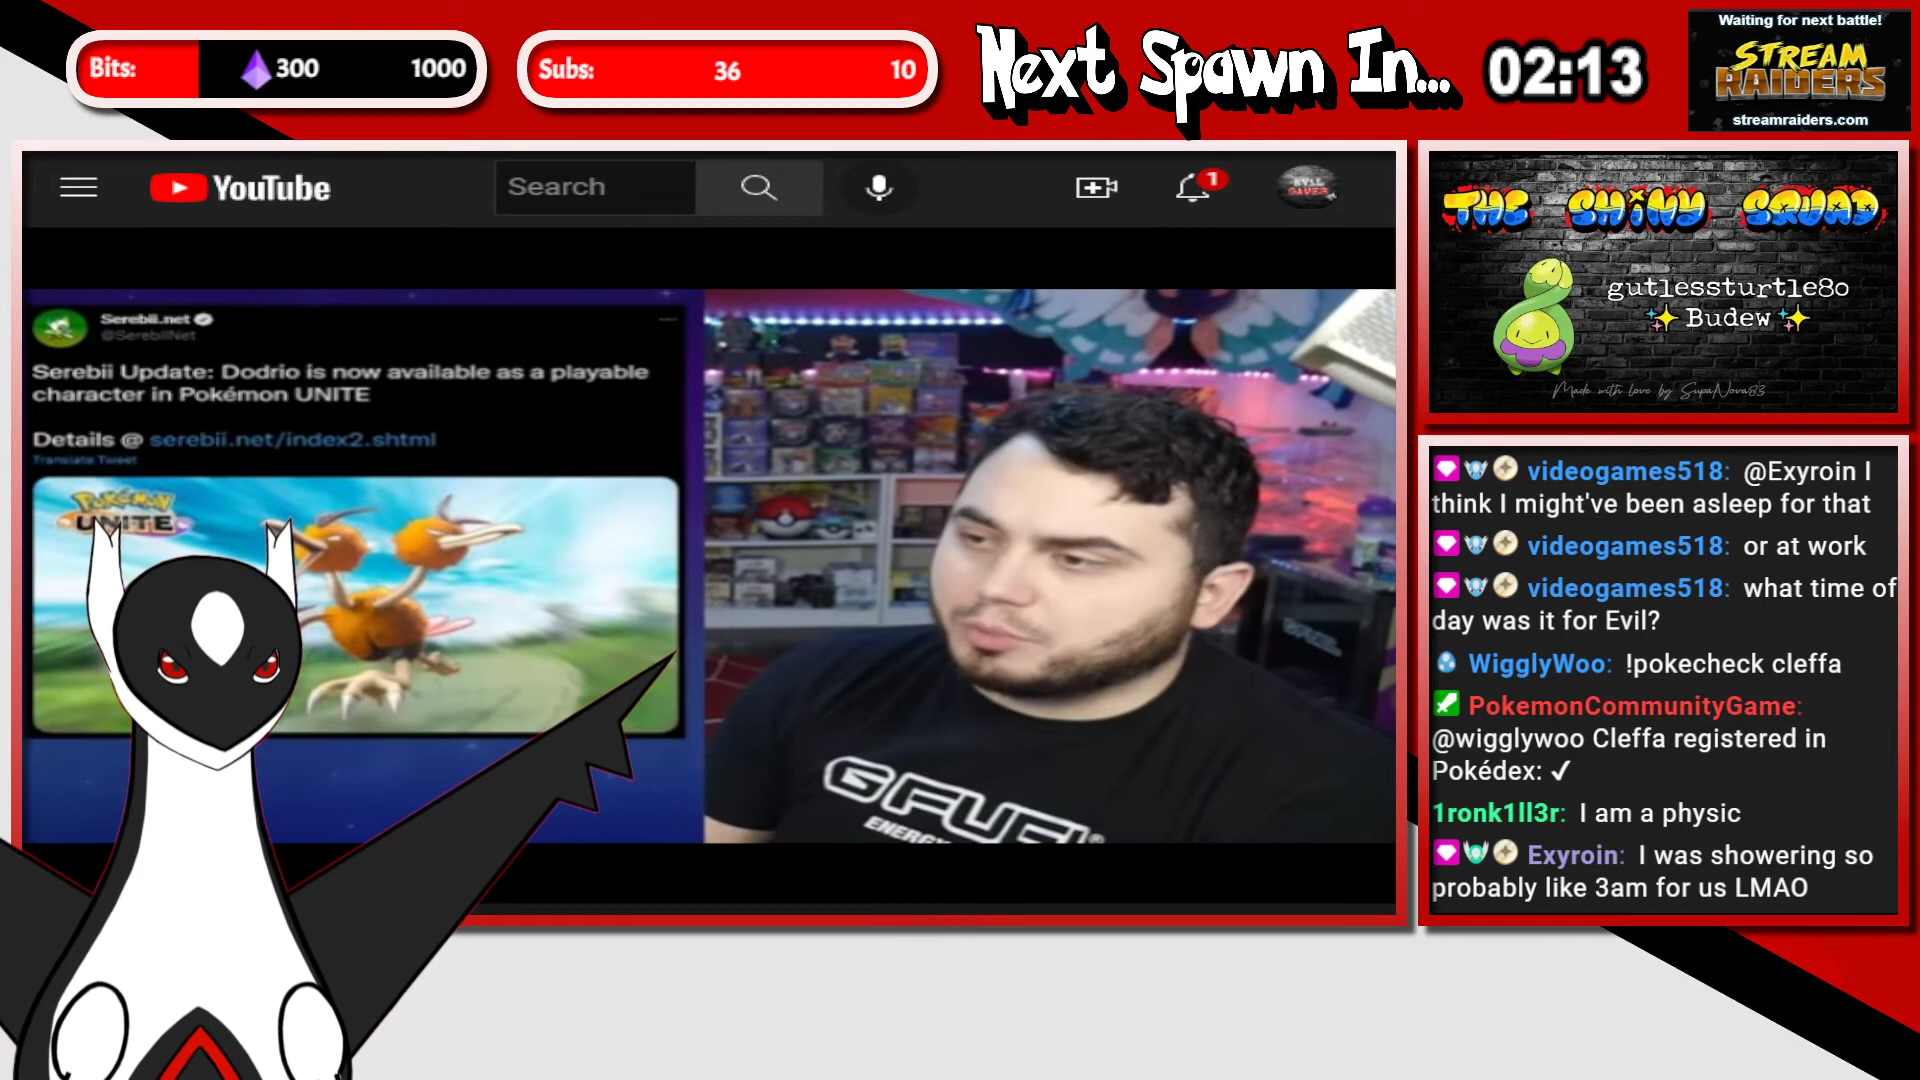 Bits:
300
1000
Subs:
36
10
Next Spawn In...
02:13
Waiting for next battle!
STREAM
RAIDERS
streamraiders.com
YouTube
Search
1
Serebii.net
@SerebiiNet
Serebii Update: Dodrio is now available as a playable
character in Pokémon UNITE
Details @ serebii.net/index2.shtml
Translate Tweet
POKÉMON
UNITE
GFUEL®
ENERGY
THE SHINY SQUAD
gutlessturtle80
Budew
Made with love by SupaNova83
videogames518: @Exyroin I
think I might've been asleep for that
videogames518: or at work
videogames518: what time of
day was it for Evil?
WigglyWoo: !pokecheck cleffa
PokemonCommunityGame:
@wigglywoo Cleffa registered in
Pokédex: ✓
1ronk1ll3r: I am a physic
Exyroin: I was showering so
probably like 3am for us LMAO